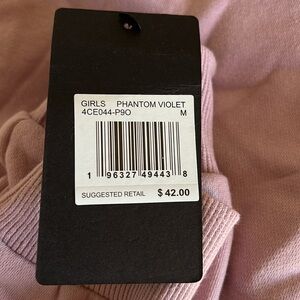 GIRLS PHANTOM VIOLET
4CE044-P9O M
1 96327 49443 8
SUGGESTED RETAIL $ 42.00